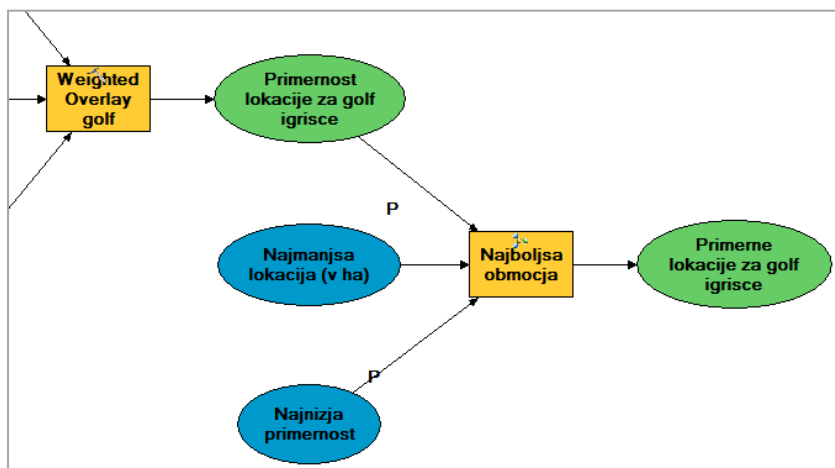 Weighted
Overlay
golf
Primernost
lokacije za golf
igrisce
P
Najmanjsa
lokacija (v ha)
Najboljsa
obmocja
Primerne
lokacije za golf
igrisce
P
Najnizja
primernost